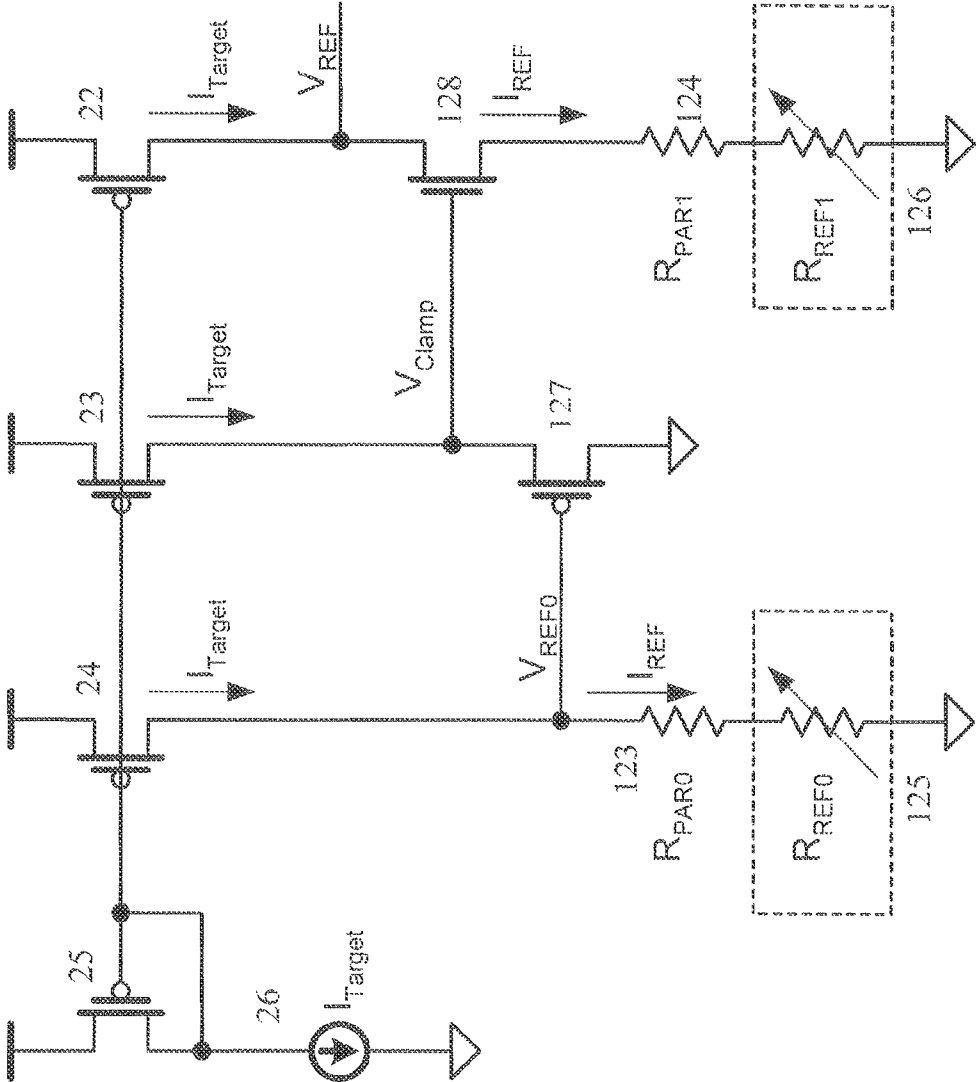 22
I_Target
V_REF
128
I_REF
124
R_PAR1
R_REF1
126
23
I_Target
V_Clamp
127
24
I_Target
V_REF0
I_REF
123
R_PAR0
R_REF0
125
25
26
I_Target